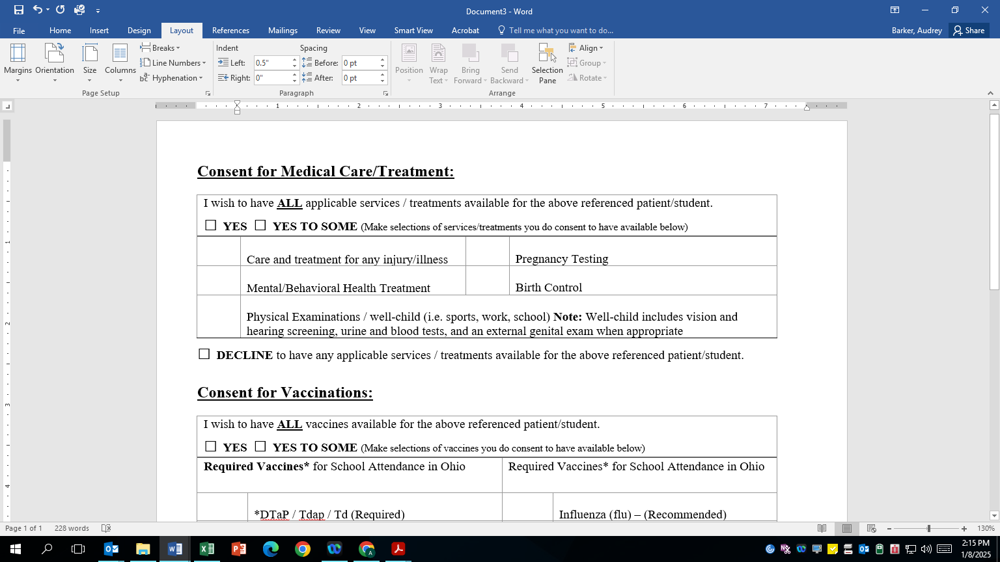 Document3 - Word
File Home Insert Design Layout References Mailings Review View Smart View Acrobat Tell me what you want to do... Barker, Audrey Share
Margins Orientation Size Columns Breaks Line Numbers Hyphenation
Page Setup
Indent Spacing
Left: 0.5" Before: 0 pt
Right: 0" After: 0 pt
Paragraph
Position Wrap Text Bring Forward Send Backward Selection Pane Align Group Rotate
Arrange
1 2 3 4 5 6 7
Consent for Medical Care/Treatment:
I wish to have ALL applicable services / treatments available for the above referenced patient/student.
☐ YES ☐ YES TO SOME (Make selections of services/treatments you do consent to have available below)
Care and treatment for any injury/illness Pregnancy Testing
Mental/Behavioral Health Treatment Birth Control
Physical Examinations / well-child (i.e. sports, work, school) Note: Well-child includes vision and
hearing screening, urine and blood tests, and an external genital exam when appropriate
☐ DECLINE to have any applicable services / treatments available for the above referenced patient/student.
Consent for Vaccinations:
I wish to have ALL vaccines available for the above referenced patient/student.
☐ YES ☐ YES TO SOME (Make selections of vaccines you do consent to have available below)
Required Vaccines* for School Attendance in Ohio Required Vaccines* for School Attendance in Ohio
*DTaP / Tdap / Td (Required) Influenza (flu) – (Recommended)
1
2
3
4
Page 1 of 1 228 words 130%
2:15 PM
1/8/2025